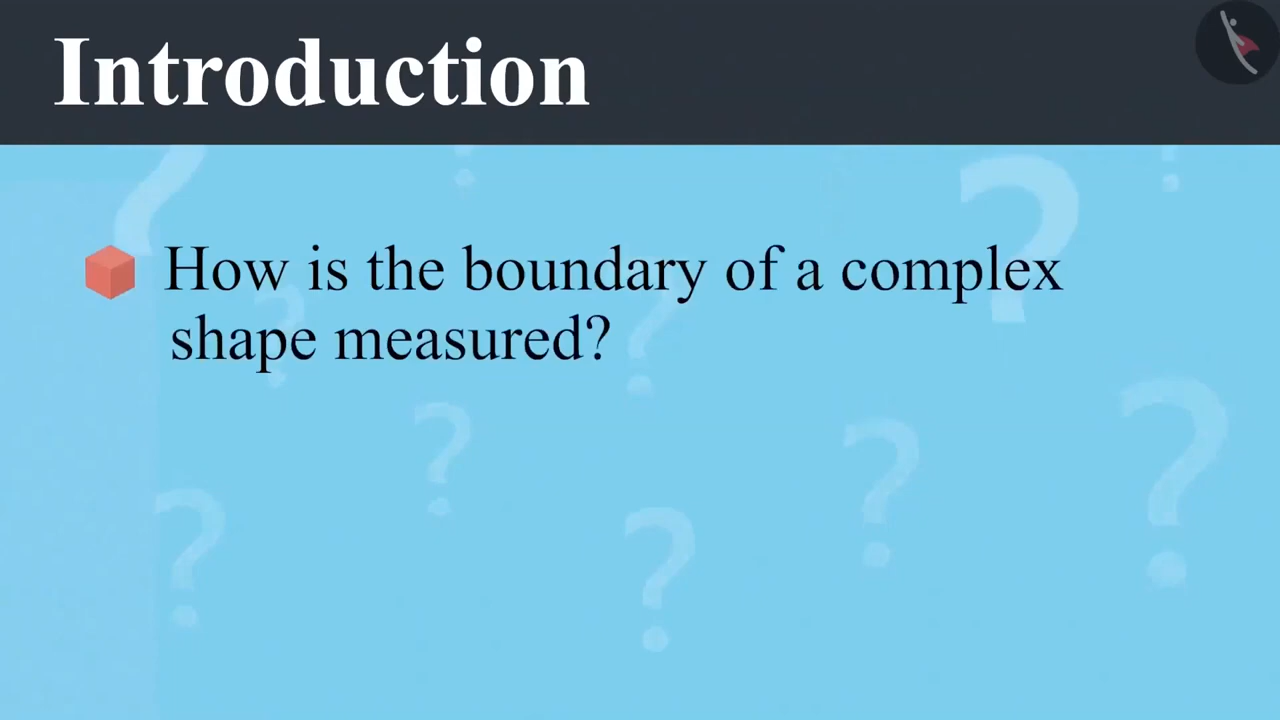 Introduction
How is the boundary of a complex
shape measured?